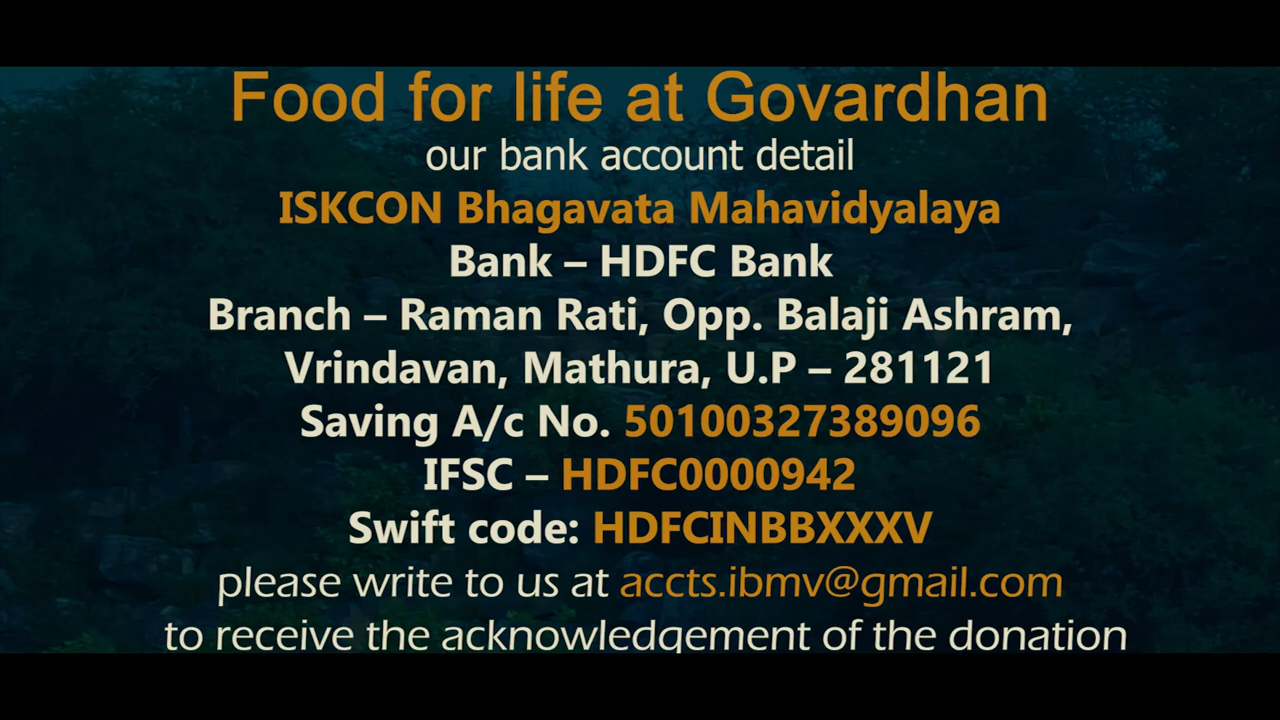 Food for life at Govardhan
our bank account detail
ISKCON Bhagavata Mahavidyalaya
Bank – HDFC Bank
Branch – Raman Rati, Opp. Balaji Ashram,
Vrindavan, Mathura, U.P – 281121
Saving A/c No. 50100327389096
IFSC – HDFC0000942
Swift code: HDFCINBBXXXV
please write to us at accts.ibmv@gmail.com
to receive the acknowledgement of the donation